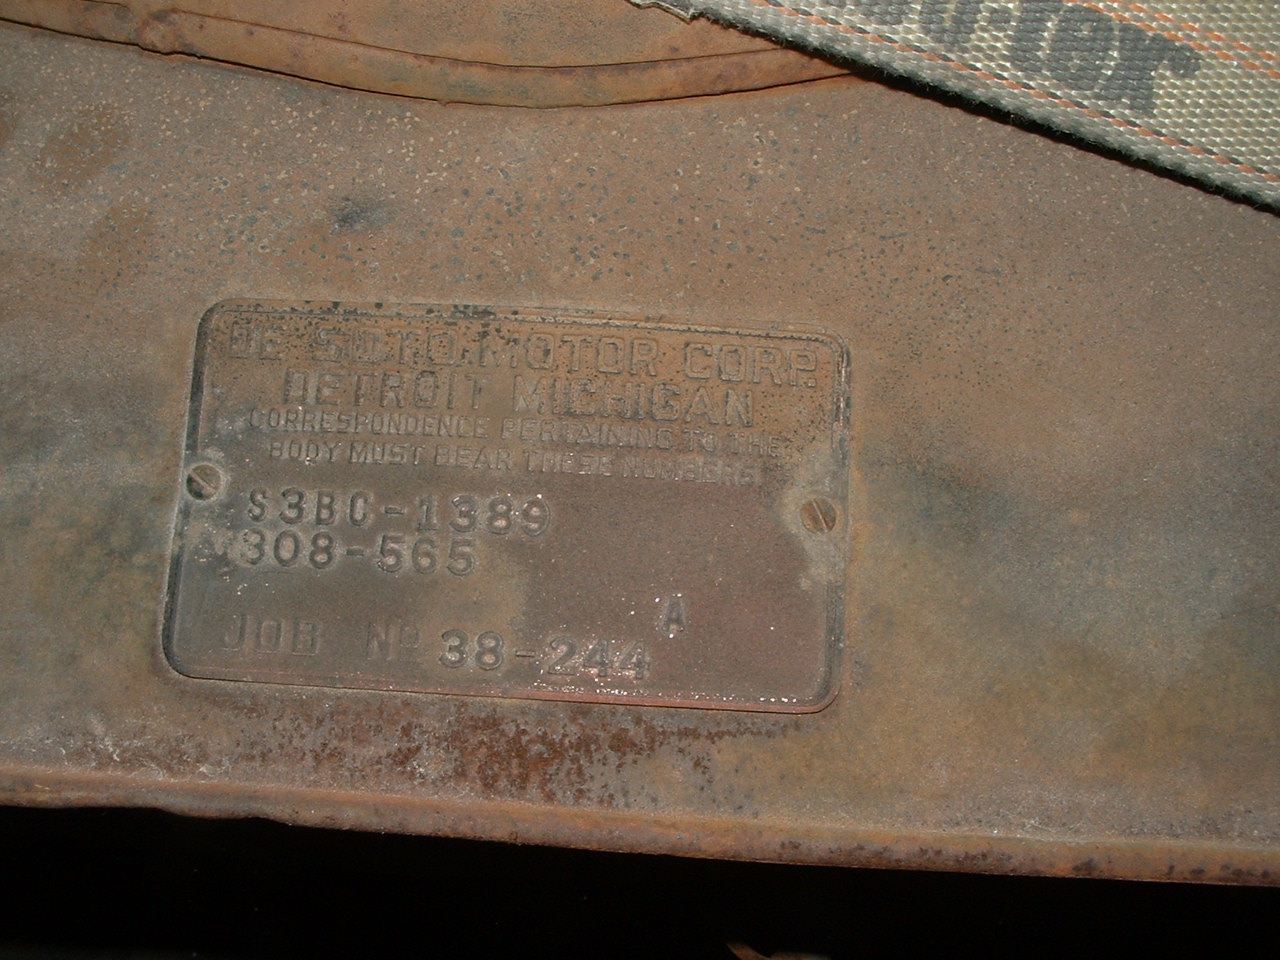 DE SOTO MOTOR CORP.
DETROIT MICHIGAN
CORRESPONDENCE PERTAINING TO THE
BODY MUST BEAR THESE NUMBERS
S3BC-1389
308-565
A
JOB No 38-244